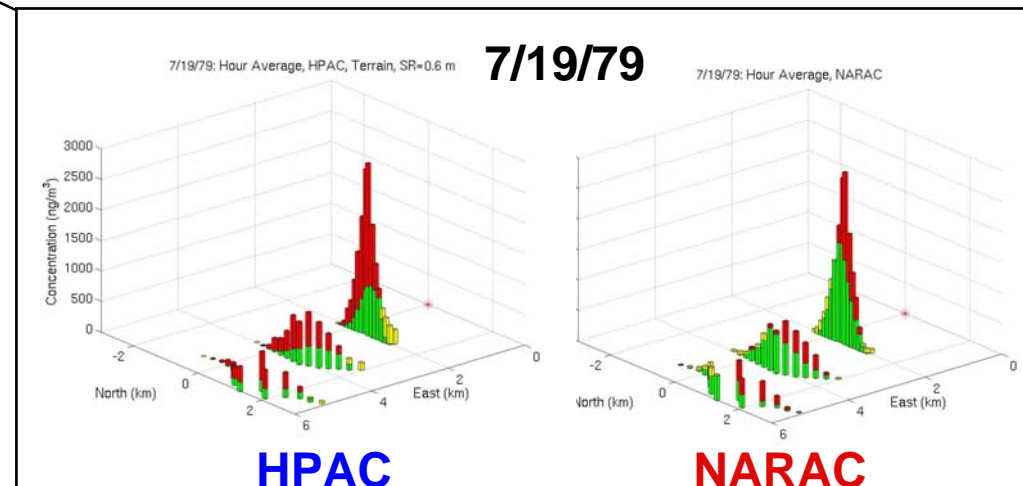 7/19/79
7/19/79: Hour Average, HPAC, Terrain, SR=0.6 m
3000
2500
2000
1500
1000
500
0
Concentration (ng/m³)
-2
0
2
North (km)
6
4
2
0
East (km)
HPAC
7/19/79: Hour Average, NARAC
-2
0
2
North (km)
6
4
2
0
East (km)
NARAC